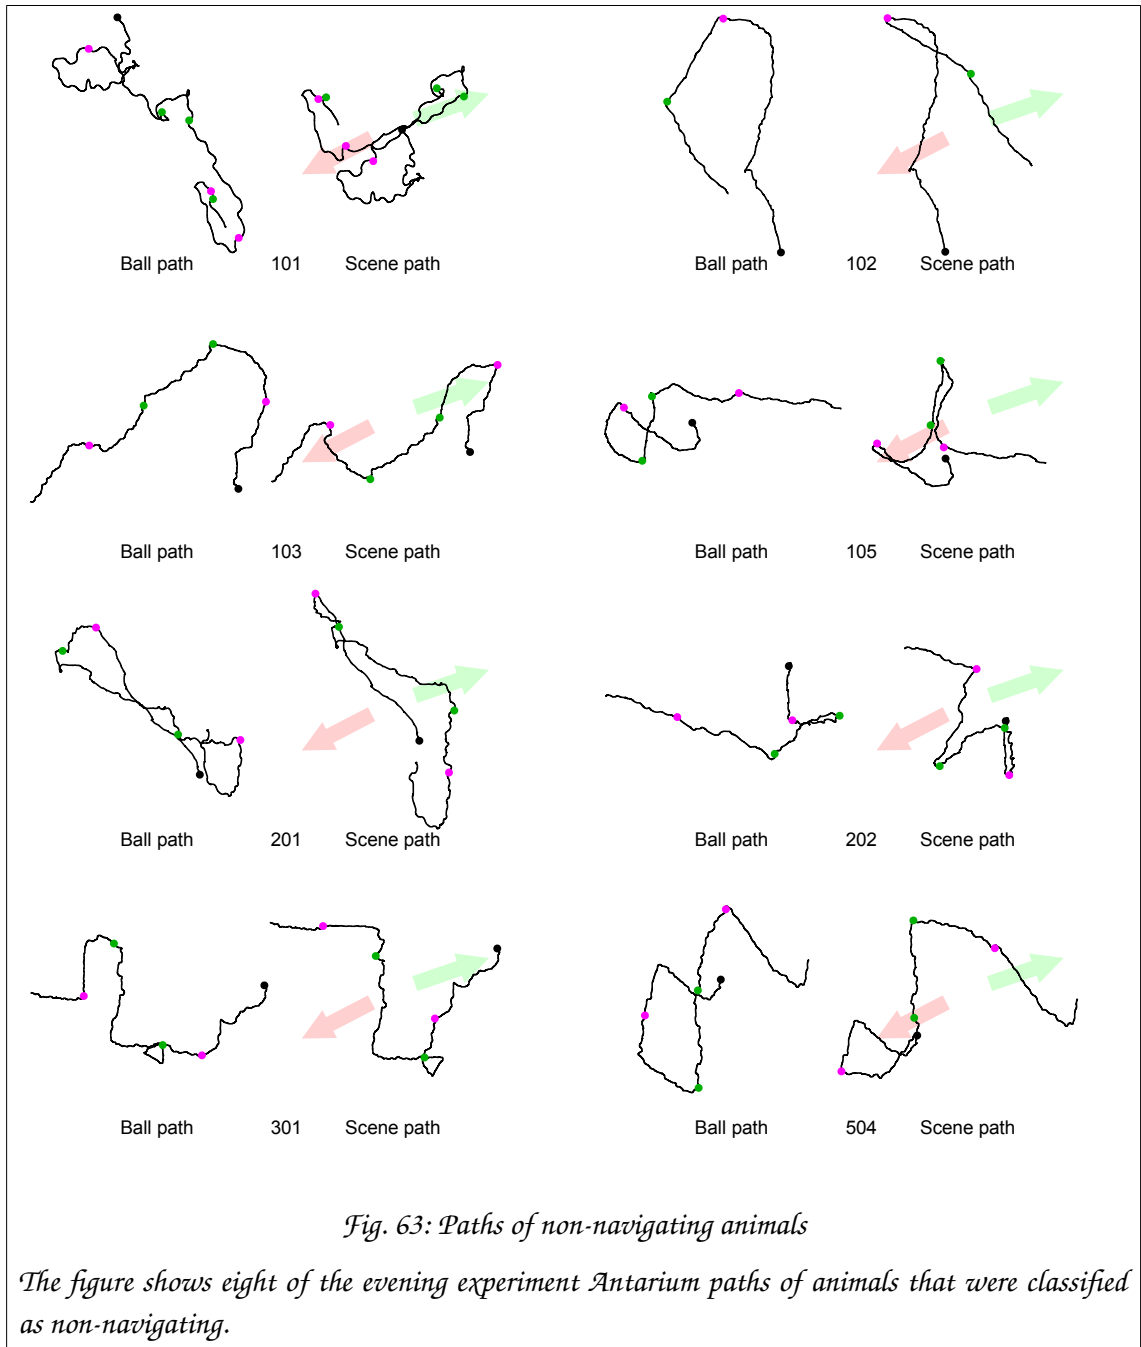 Ball path 101 Scene path
Ball path 102 Scene path
Ball path 103 Scene path
Ball path 105 Scene path
Ball path 201 Scene path
Ball path 202 Scene path
Ball path 301 Scene path
Ball path 504 Scene path
Fig. 63: Paths of non-navigating animals
The figure shows eight of the evening experiment Antarium paths of animals that were classified
as non-navigating.